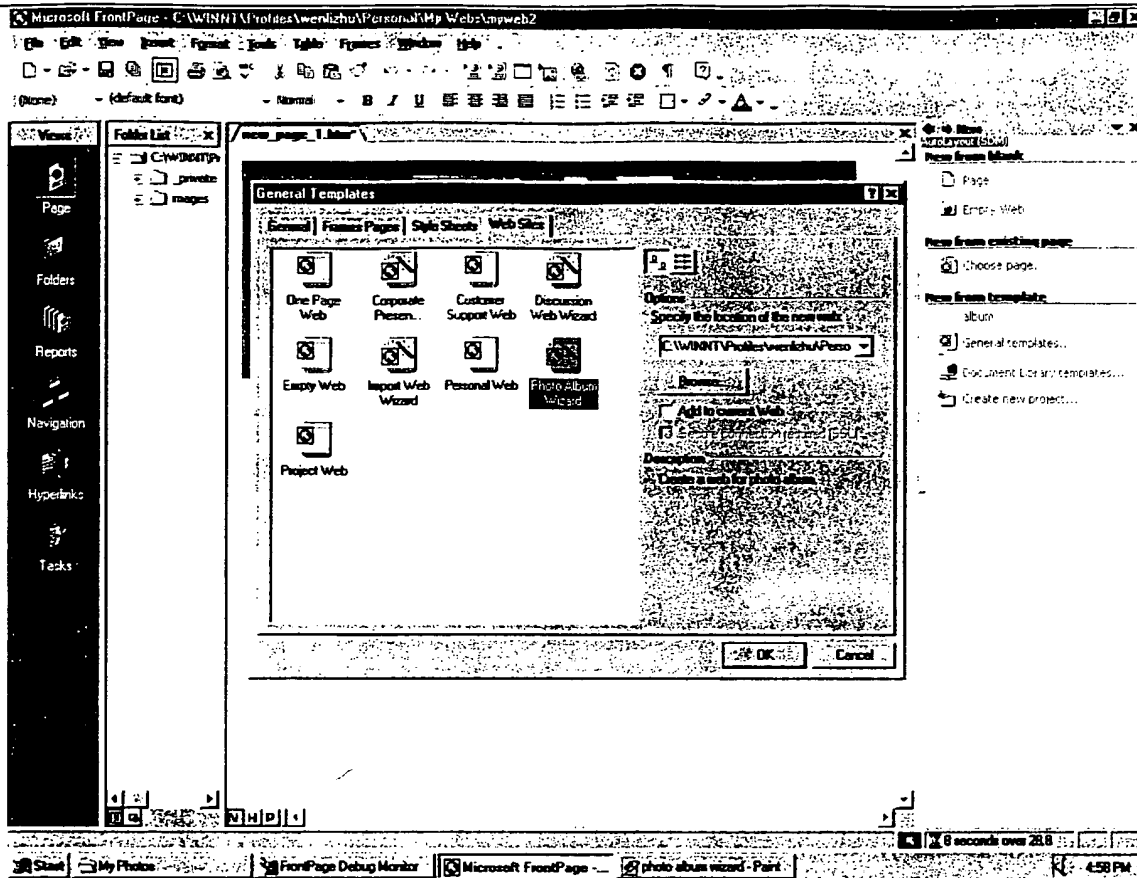 Microsoft FrontPage - C:\WINNT\Profiles\wenlizhu\Personal\My Webs\myweb2
File Edit View Insert Format Tools Table Frames Window Help
(None) (default font) Normal B I U A
Views
Page
Folders
Reports
Navigation
Hyperlinks
Tasks
Folder List
C:\WINNT\Pr
_private
images
new_page_1.htm*
General Templates
General Frames Pages Style Sheets Web Sites
One Page Web
Corporate Presen...
Customer Support Web
Discussion Web Wizard
Empty Web
Import Web Wizard
Personal Web
Photo Album Wizard
Project Web
Options
Specify the location of the new web:
C:\WINNT\Profiles\wenlizhu\Perso
Browse...
Add to current Web
Description
Create a web for photo album.
OK Cancel
New
AutoLayout (SDM)
New from blank
Page
Empty Web
New from existing page
Choose page...
New from template
album
General templates...
Document Library templates...
Create new project...
N H P
8 seconds over 28.8
Start My Photos FrontPage Debug Monitor Microsoft FrontPage -... photo album wizard - Paint 4:58 PM